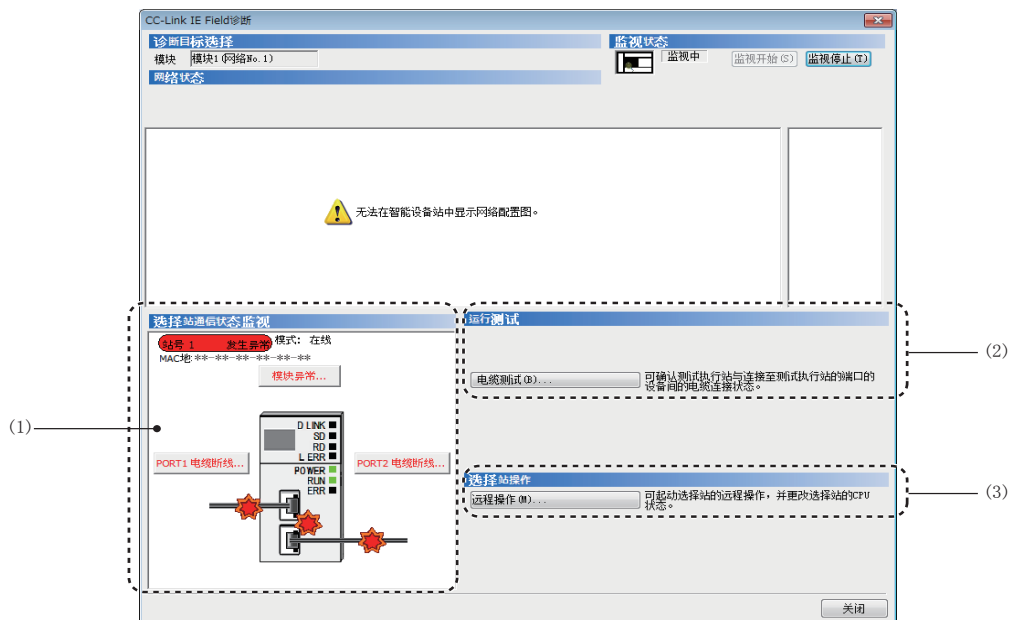 CC-Link IE Field诊断
诊断目标选择
模块 模块1(网络No.1)
监视状态
监视中 监视开始(S) 监视停止(T)
网络状态
无法在智能设备站中显示网络配置图。
选择站通信状态监视
站号 1 发生异常 模式: 在线
MAC地:**-**-**-**-**-**
模块异常...
D LINK
SD
RD
L ERR
POWER
RUN
ERR
PORT1 电缆断线...
PORT2 电缆断线...
(1)
运行测试
电缆测试(B)...
可确认测试执行站与连接至测试执行站的端口的
设备间的电缆连接状态。
(2)
选择站操作
远程操作(M)...
可起动选择站的远程操作，并更改选择站的CPU
状态。
(3)
关闭